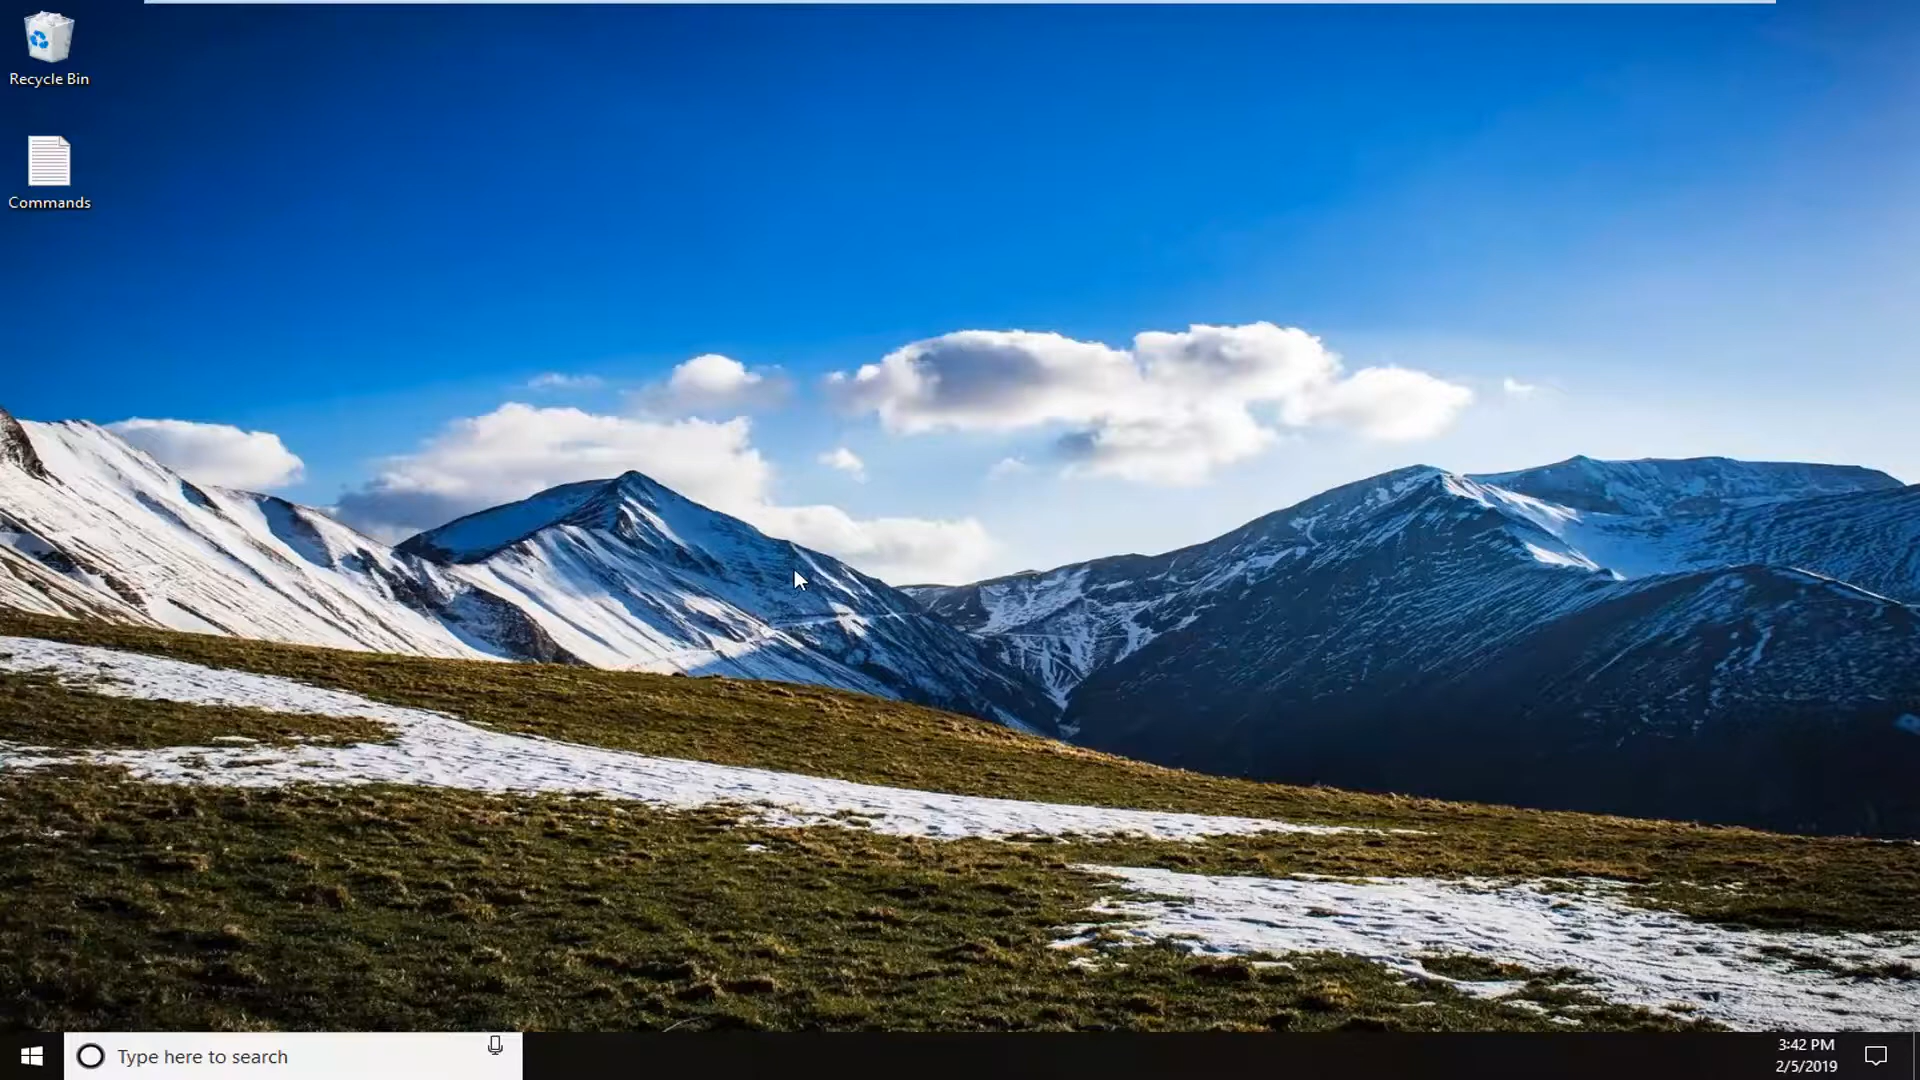 Recycle Bin
Commands
Type here to search
3:42 PM
2/5/2019